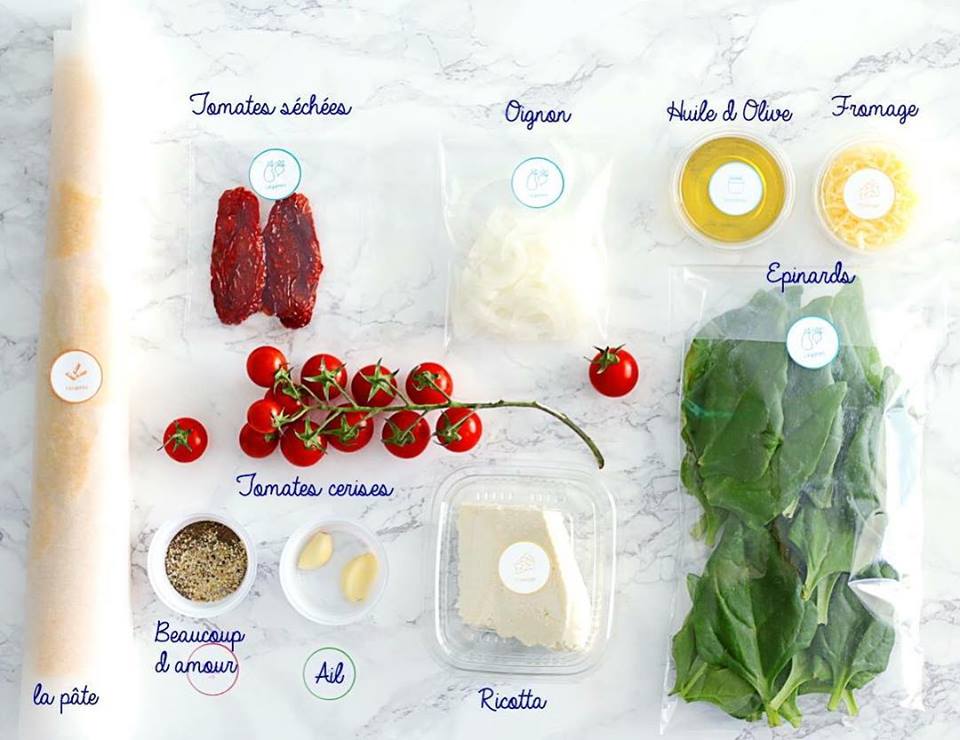 Tomates séchées
Oignon
Huile d Olive
Fromage
Epinards
Tomates cerises
Beaucoup
d amour
Ail
la pâte
Ricotta